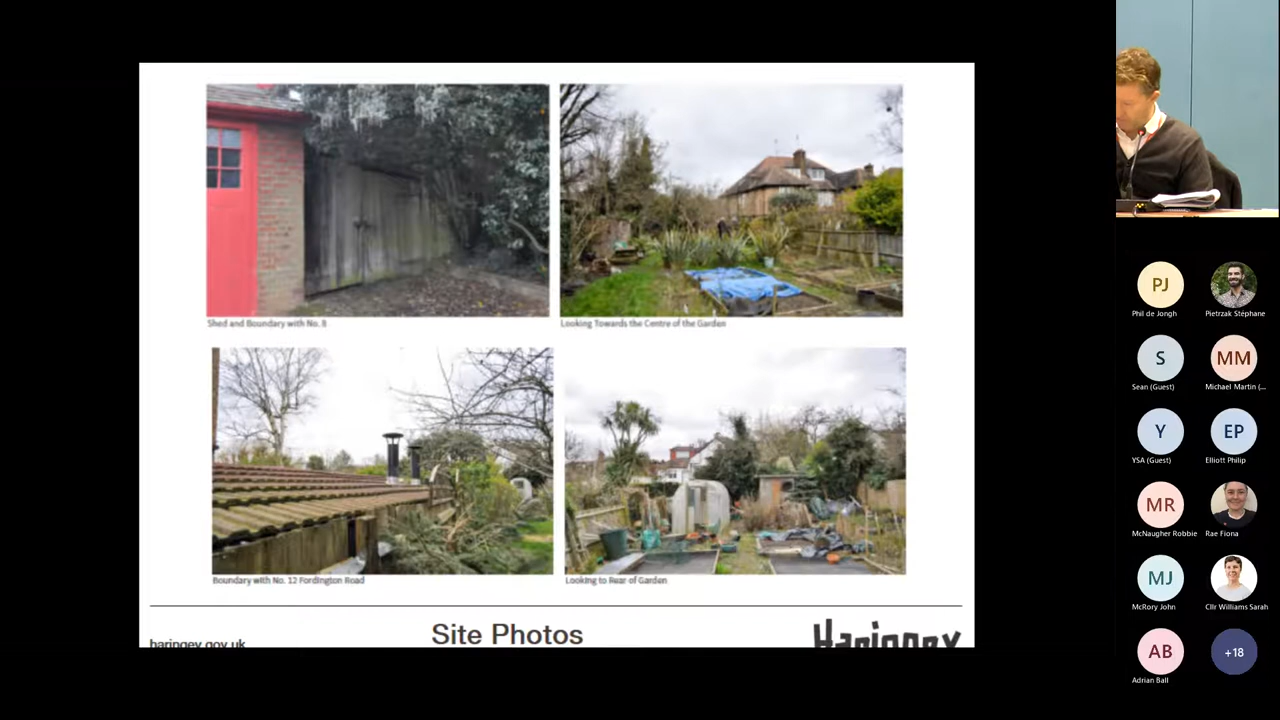 Shed and Boundary with No. 8
Looking Towards the Centre of the Garden
Boundary with No. 12 Fordington Road
Looking to Rear of Garden
haringey.gov.uk
Site Photos
Haringey
PJ
Phil de Jongh
Pietrzak Stéphane
S
Sean (Guest)
MM
Michael Martin (...
Y
YSA (Guest)
EP
Elliott Philip
MR
McNaugher Robbie
Rae Fiona
MJ
McRory John
Cllr Williams Sarah
AB
Adrian Ball
+18